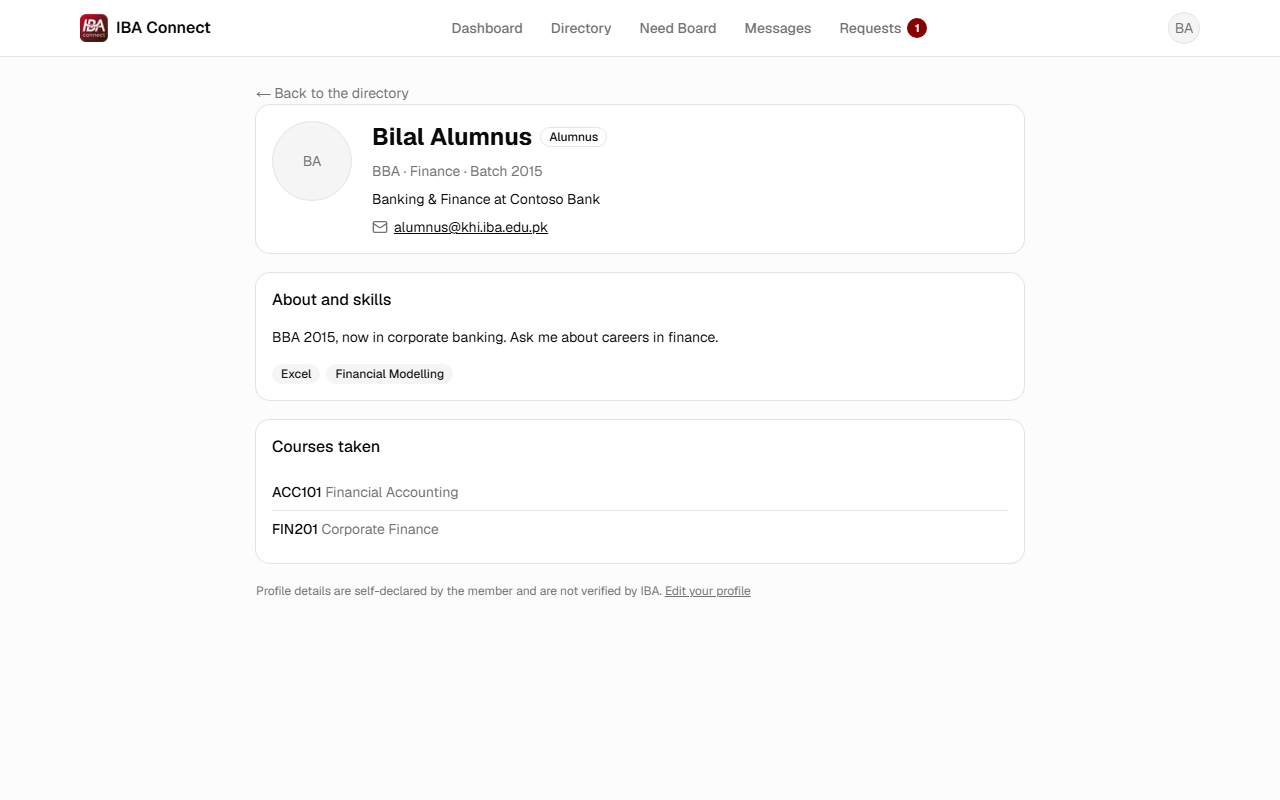 IBA connect IBA Connect Dashboard Directory Need Board Messages Requests 1 BA
← Back to the directory
BA
Bilal Alumnus Alumnus
BBA · Finance · Batch 2015
Banking & Finance at Contoso Bank
alumnus@khi.iba.edu.pk
About and skills
BBA 2015, now in corporate banking. Ask me about careers in finance.
Excel Financial Modelling
Courses taken
ACC101 Financial Accounting
FIN201 Corporate Finance
Profile details are self-declared by the member and are not verified by IBA. Edit your profile